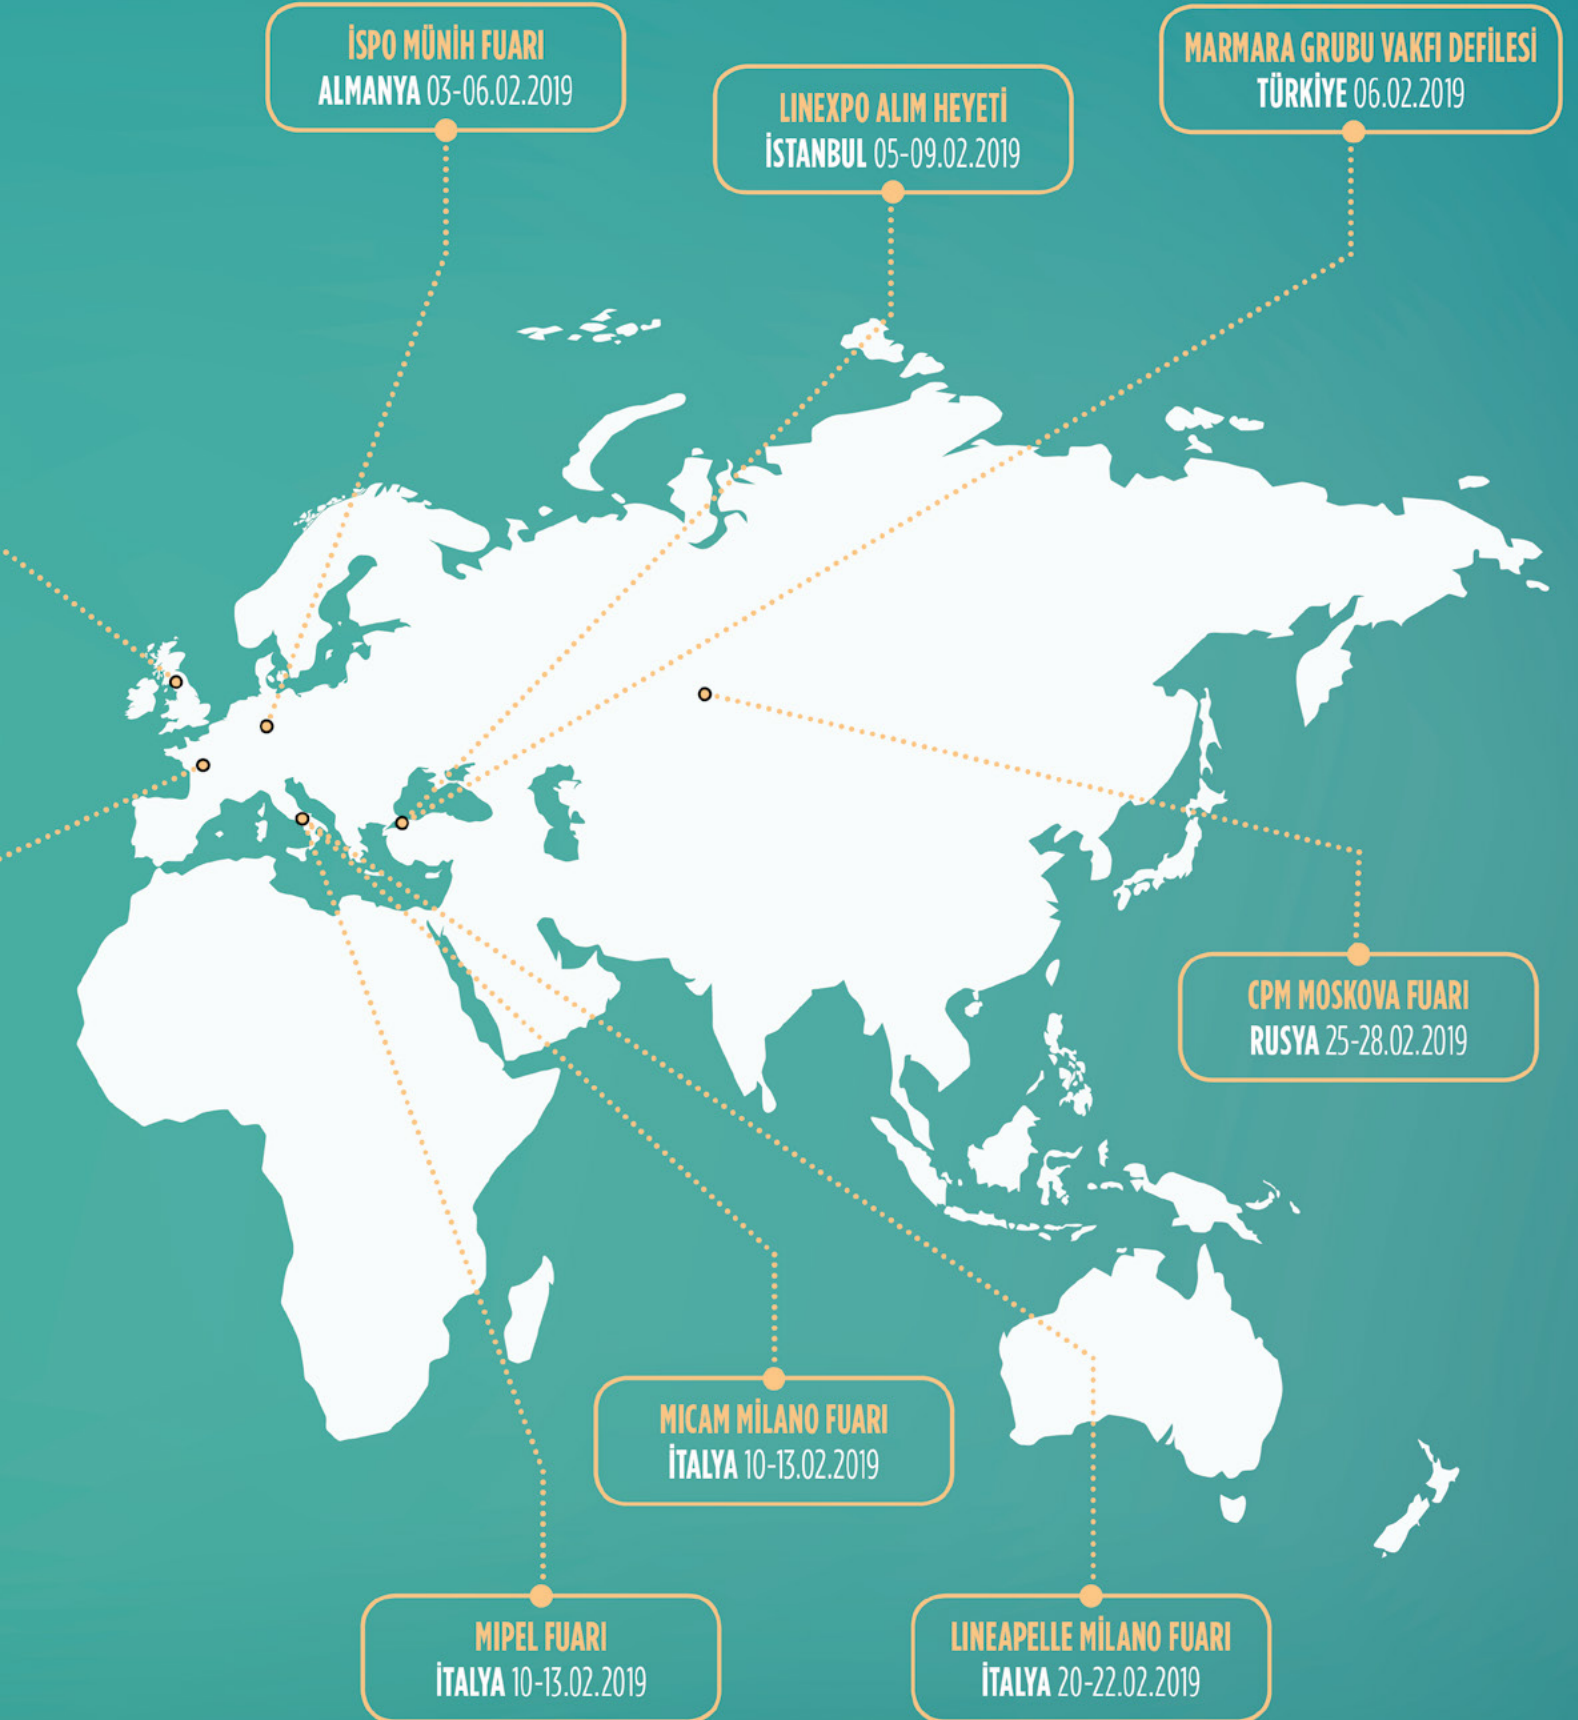 İSPO MÜNİH FUARI
ALMANYA 03-06.02.2019
LINEXPO ALIM HEYETİ
İSTANBUL 05-09.02.2019
MARMARA GRUBU VAKFI DEFİLESİ
TÜRKİYE 06.02.2019
CPM MOSKOVA FUARI
RUSYA 25-28.02.2019
MICAM MİLANO FUARI
İTALYA 10-13.02.2019
MIPEL FUARI
İTALYA 10-13.02.2019
LINEAPELLE MİLANO FUARI
İTALYA 20-22.02.2019